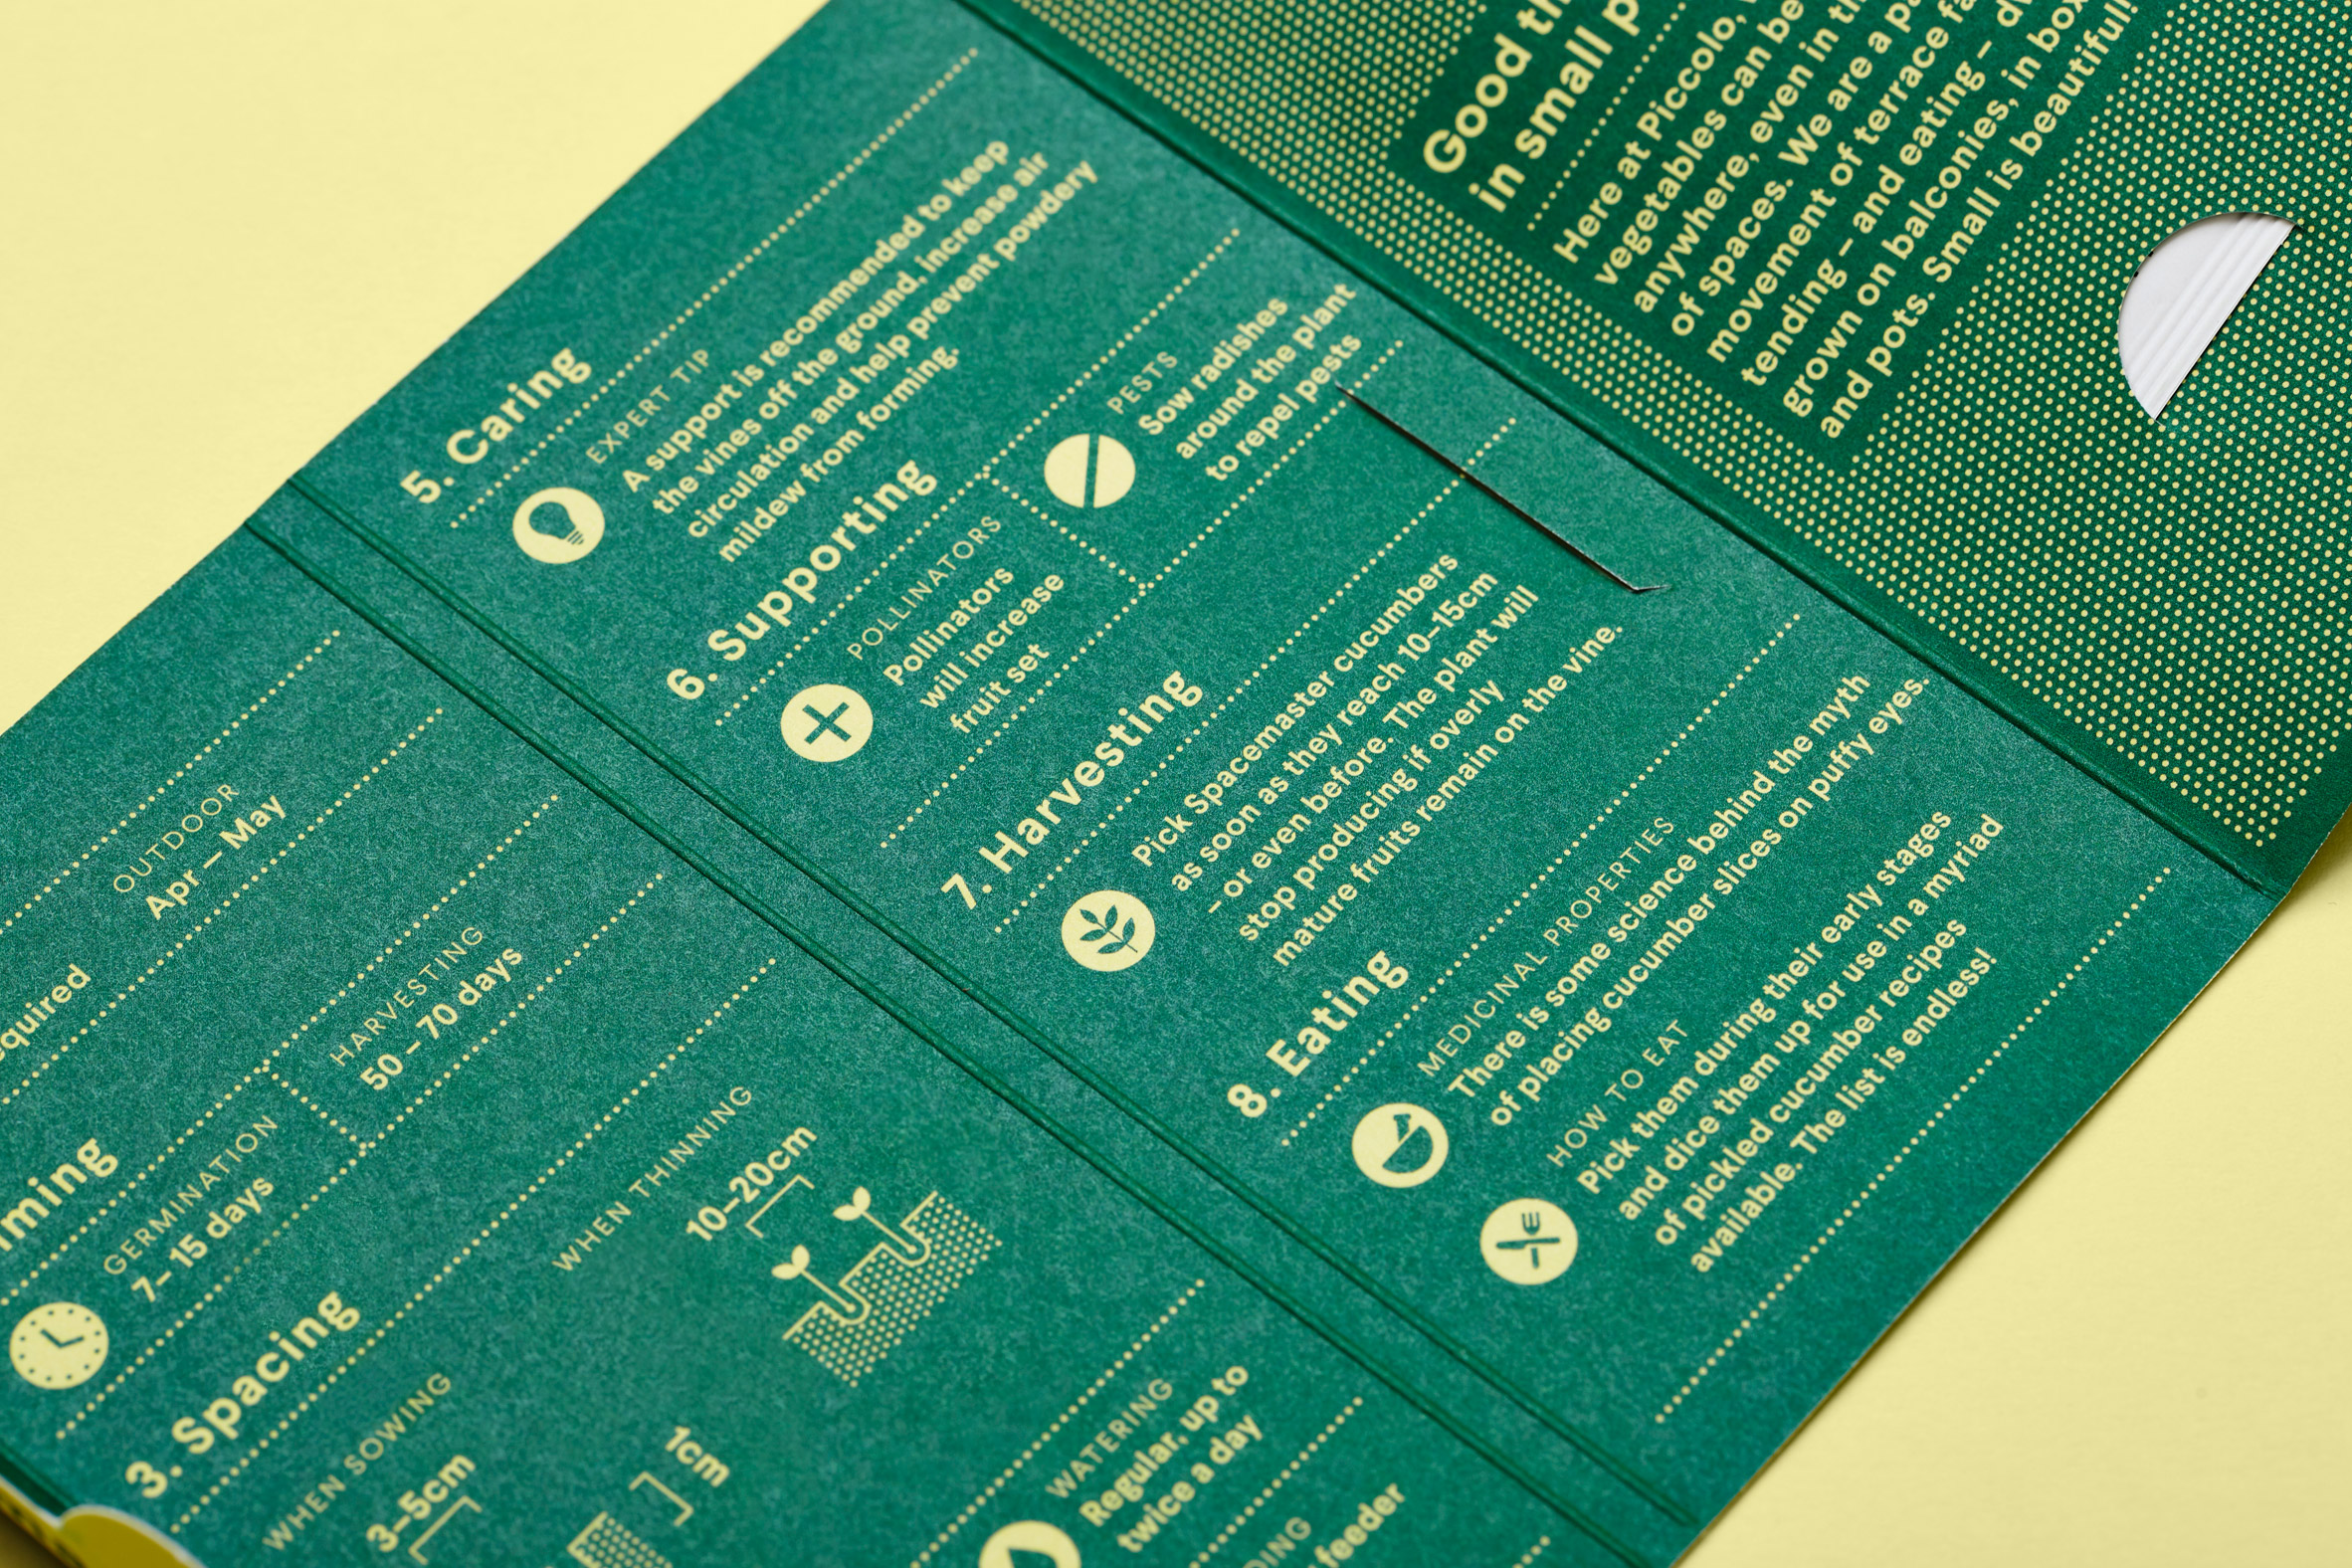 OUTDOOR
Apr – May
HARVESTING
50 – 70 days
GERMINATION
7– 15 days
3. Spacing
WHEN SOWING
3–5cm
1cm
WHEN THINNING
10–20cm
WATERING
Regular, up to
twice a day
feeder
5. Caring
EXPERT TIP
A support is recommended to keep
the vines off the ground, increase air
circulation and help prevent powdery
mildew from forming.
6. Supporting
POLLINATORS
Pollinators
will increase
fruit set
PESTS
Sow radishes
around the plant
to repel pests
7. Harvesting
Pick Spacemaster cucumbers
as soon as they reach 10–15cm
– or even before. The plant will
stop producing if overly
mature fruits remain on the vine.
8. Eating
MEDICINAL PROPERTIES
There is some science behind the myth
of placing cucumber slices on puffy eyes.
HOW TO EAT
Pick them during their early stages
and dice them up for use in a myriad
of pickled cucumber recipes
available. The list is endless!
Good
in small
Here at Piccolo,
vegetables can be
anywhere, even in
of spaces. We are a
movement of terrace
tending – and eating –
grown on balconies, in
and pots. Small is beautiful